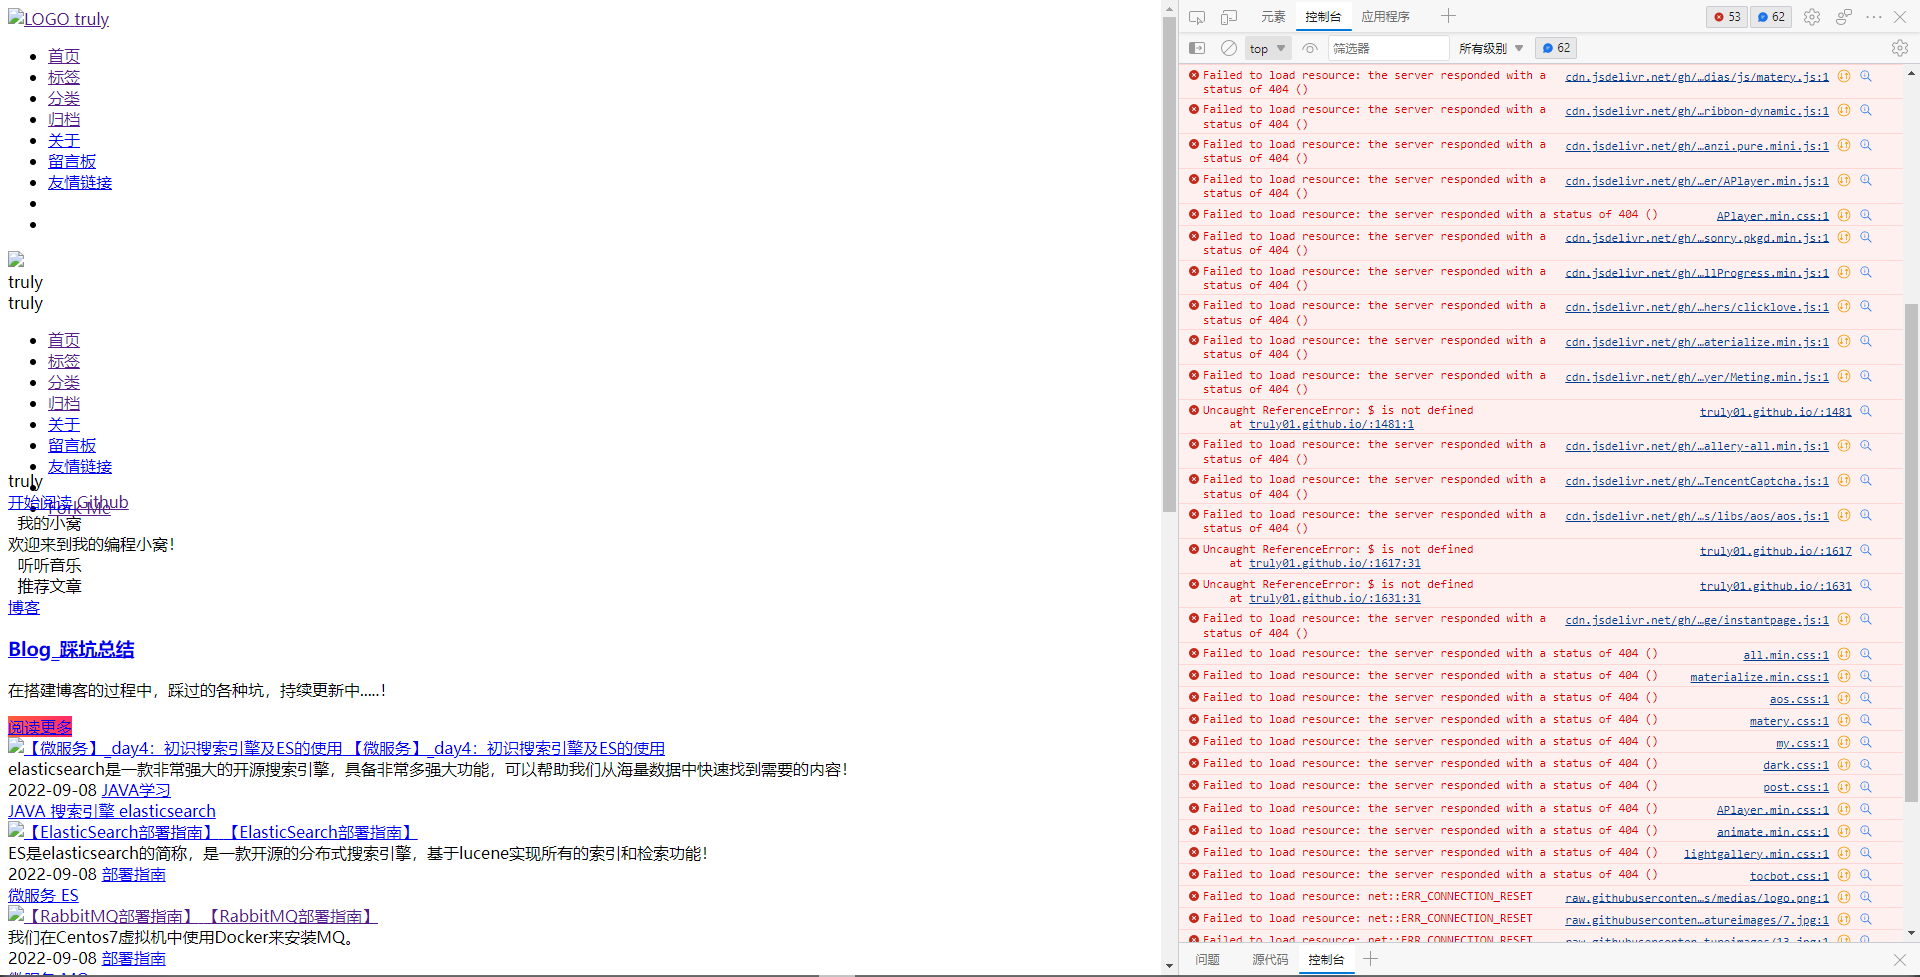 LOGO truly
首页
标签
分类
归档
关于
留言板
友情链接
truly
truly
首页
标签
分类
归档
关于
留言板
友情链接
truly
Fork Me
开始阅读 Github
我的小窝
欢迎来到我的编程小窝！
听听音乐
推荐文章
博客
Blog_踩坑总结
在搭建博客的过程中，踩过的各种坑，持续更新中.....！
阅读更多
【微服务】_day4：初识搜索引擎及ES的使用 【微服务】_day4：初识搜索引擎及ES的使用
elasticsearch是一款非常强大的开源搜索引擎，具备非常多强大功能，可以帮助我们从海量数据中快速找到需要的内容！
2022-09-08 JAVA学习
JAVA 搜索引擎 elasticsearch
【ElasticSearch部署指南】 【ElasticSearch部署指南】
ES是elasticsearch的简称，是一款开源的分布式搜索引擎，基于lucene实现所有的索引和检索功能！
2022-09-08 部署指南
微服务 ES
【RabbitMQ部署指南】 【RabbitMQ部署指南】
我们在Centos7虚拟机中使用Docker来安装MQ。
2022-09-08 部署指南
微服务 MQ
元素 控制台 应用程序 53 62
top 筛选器 所有级别 62
Failed to load resource: the server responded with a cdn.jsdelivr.net/gh/…dias/js/matery.js:1
status of 404 ()
Failed to load resource: the server responded with a cdn.jsdelivr.net/gh/…ribbon-dynamic.js:1
status of 404 ()
Failed to load resource: the server responded with a cdn.jsdelivr.net/gh/…anzi.pure.mini.js:1
status of 404 ()
Failed to load resource: the server responded with a cdn.jsdelivr.net/gh/…er/APlayer.min.js:1
status of 404 ()
Failed to load resource: the server responded with a status of 404 () APlayer.min.css:1
Failed to load resource: the server responded with a cdn.jsdelivr.net/gh/…sonry.pkgd.min.js:1
status of 404 ()
Failed to load resource: the server responded with a cdn.jsdelivr.net/gh/…llProgress.min.js:1
status of 404 ()
Failed to load resource: the server responded with a cdn.jsdelivr.net/gh/…hers/clicklove.js:1
status of 404 ()
Failed to load resource: the server responded with a cdn.jsdelivr.net/gh/…aterialize.min.js:1
status of 404 ()
Failed to load resource: the server responded with a cdn.jsdelivr.net/gh/…yer/Meting.min.js:1
status of 404 ()
Uncaught ReferenceError: $ is not defined truly01.github.io/:1481
at truly01.github.io/:1481:1
Failed to load resource: the server responded with a cdn.jsdelivr.net/gh/…allery-all.min.js:1
status of 404 ()
Failed to load resource: the server responded with a cdn.jsdelivr.net/gh/…TencentCaptcha.js:1
status of 404 ()
Failed to load resource: the server responded with a cdn.jsdelivr.net/gh/…s/libs/aos/aos.js:1
status of 404 ()
Uncaught ReferenceError: $ is not defined truly01.github.io/:1617
at truly01.github.io/:1617:31
Uncaught ReferenceError: $ is not defined truly01.github.io/:1631
at truly01.github.io/:1631:31
Failed to load resource: the server responded with a cdn.jsdelivr.net/gh/…ge/instantpage.js:1
status of 404 ()
Failed to load resource: the server responded with a status of 404 () all.min.css:1
Failed to load resource: the server responded with a status of 404 () materialize.min.css:1
Failed to load resource: the server responded with a status of 404 () aos.css:1
Failed to load resource: the server responded with a status of 404 () matery.css:1
Failed to load resource: the server responded with a status of 404 () my.css:1
Failed to load resource: the server responded with a status of 404 () dark.css:1
Failed to load resource: the server responded with a status of 404 () post.css:1
Failed to load resource: the server responded with a status of 404 () APlayer.min.css:1
Failed to load resource: the server responded with a status of 404 () animate.min.css:1
Failed to load resource: the server responded with a status of 404 () lightgallery.min.css:1
Failed to load resource: the server responded with a status of 404 () tocbot.css:1
Failed to load resource: net::ERR_CONNECTION_RESET raw.githubuserconten…s/medias/logo.png:1
Failed to load resource: net::ERR_CONNECTION_RESET raw.githubuserconten…atureimages/7.jpg:1
Failed to load resource: net::ERR_CONNECTION_RESET raw.githubuserconten…tureimages/13.jpg:1
问题 源代码 控制台